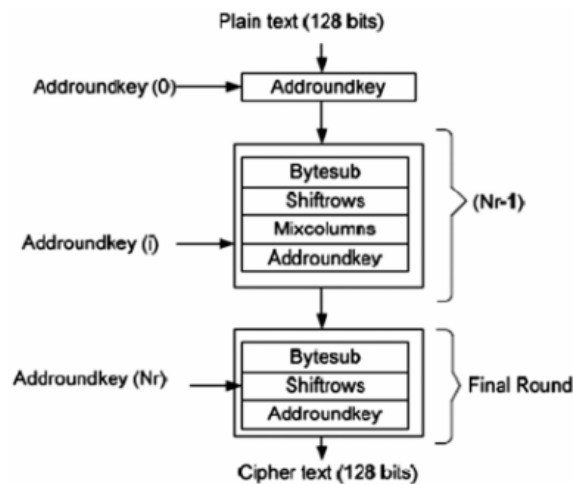 Plain text (128 bits)
Addroundkey (0)
Addroundkey
Bytesub
Shiftrows
Mixcolumns
Addroundkey
Addroundkey (i)
(Nr-1)
Bytesub
Shiftrows
Addroundkey
Addroundkey (Nr)
Final Round
Cipher text (128 bits)